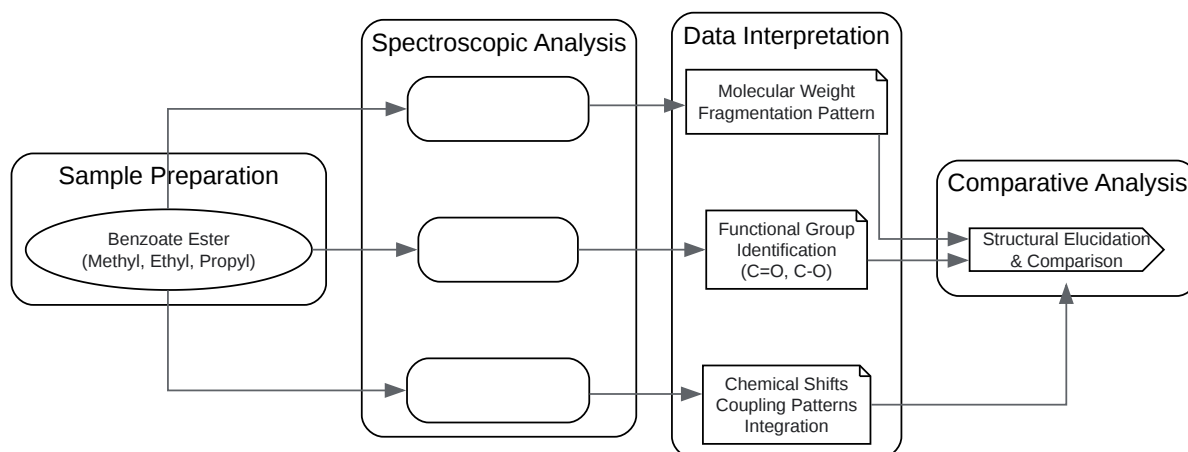 Spectroscopic Analysis
Data Interpretation
Molecular Weight
Fragmentation Pattern
Sample Preparation
Benzoate Ester
(Methyl, Ethyl, Propyl)
Functional Group
Identification
(C=O, C-O)
Comparative Analysis
Structural Elucidation
& Comparison
Chemical Shifts
Coupling Patterns
Integration